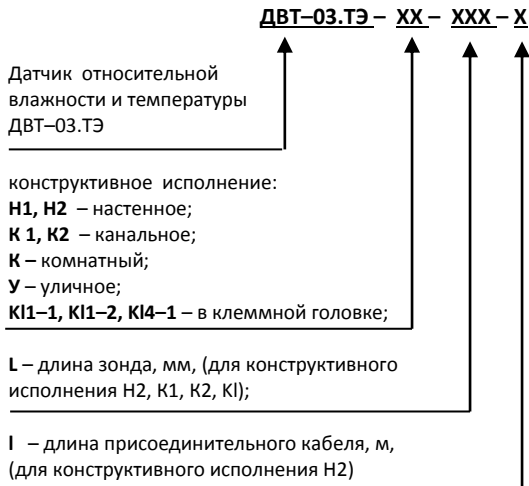 ДВТ–03.ТЭ – ХХ – ХХХ – Х
Датчик относительной
влажности и температуры
ДВТ–03.ТЭ
конструктивное исполнение:
Н1, Н2 – настенное;
К 1, К2 – канальное;
К – комнатный;
У – уличное;
Kl1–1, Kl1–2, Kl4–1 – в клеммной головке;
L – длина зонда, мм, (для конструктивного
исполнения Н2, К1, К2, Kl);
l – длина присоединительного кабеля, м,
(для конструктивного исполнения Н2)